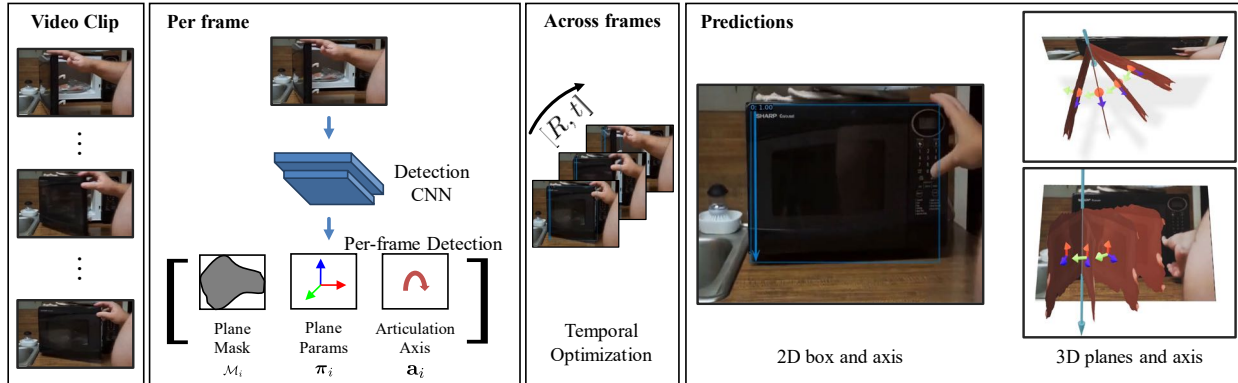 Video Clip
Per frame
Detection
CNN
Per-frame Detection
Plane
Mask
Plane
Params
Articulation
Axis
ℳᵢ
πᵢ
aᵢ
Across frames
[R, t]
Temporal
Optimization
Predictions
0: 1.00
SHARP Carousel
2D box and axis
3D planes and axis